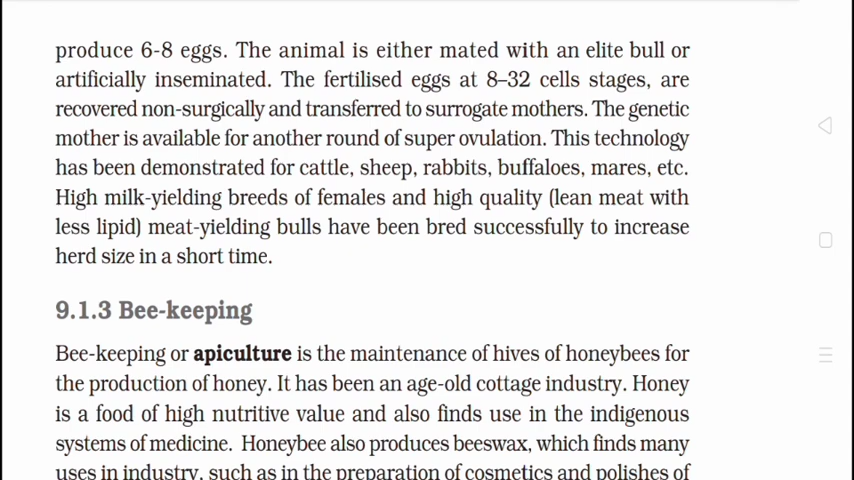 produce 6-8 eggs. The animal is either mated with an elite bull or
artificially inseminated. The fertilised eggs at 8–32 cells stages, are
recovered non-surgically and transferred to surrogate mothers. The genetic
mother is available for another round of super ovulation. This technology
has been demonstrated for cattle, sheep, rabbits, buffaloes, mares, etc.
High milk-yielding breeds of females and high quality (lean meat with
less lipid) meat-yielding bulls have been bred successfully to increase
herd size in a short time.
9.1.3 Bee-keeping
Bee-keeping or apiculture is the maintenance of hives of honeybees for
the production of honey. It has been an age-old cottage industry. Honey
is a food of high nutritive value and also finds use in the indigenous
systems of medicine. Honeybee also produces beeswax, which finds many
uses in industry, such as in the preparation of cosmetics and polishes of